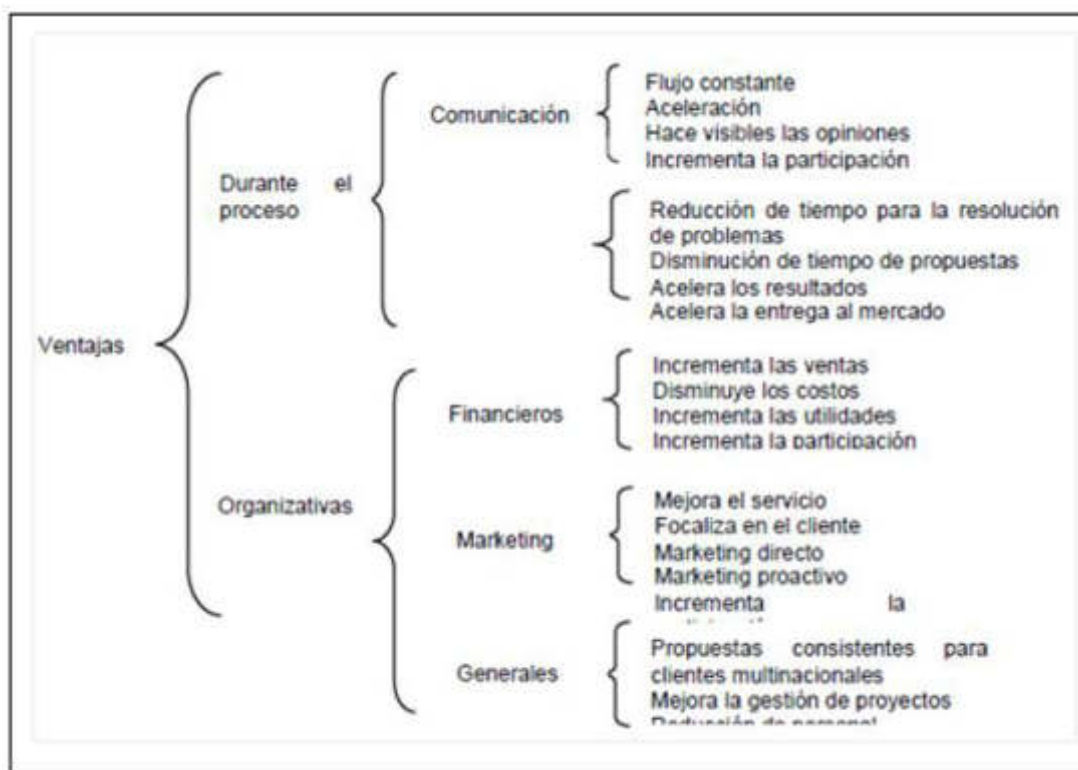 Ventajas
Durante el
proceso
Comunicación
Flujo constante
Aceleración
Hace visibles las opiniones
Incrementa la participación
Reducción de tiempo para la resolución
de problemas
Disminución de tiempo de propuestas
Acelera los resultados
Acelera la entrega al mercado
Organizativas
Financieros
Incrementa las ventas
Disminuye los costos
Incrementa las utilidades
Incrementa la participación
Marketing
Mejora el servicio
Focaliza en el cliente
Marketing directo
Marketing proactivo
Incrementa la
Generales
Propuestas consistentes para
clientes multinacionales
Mejora la gestión de proyectos
Reducción de personal